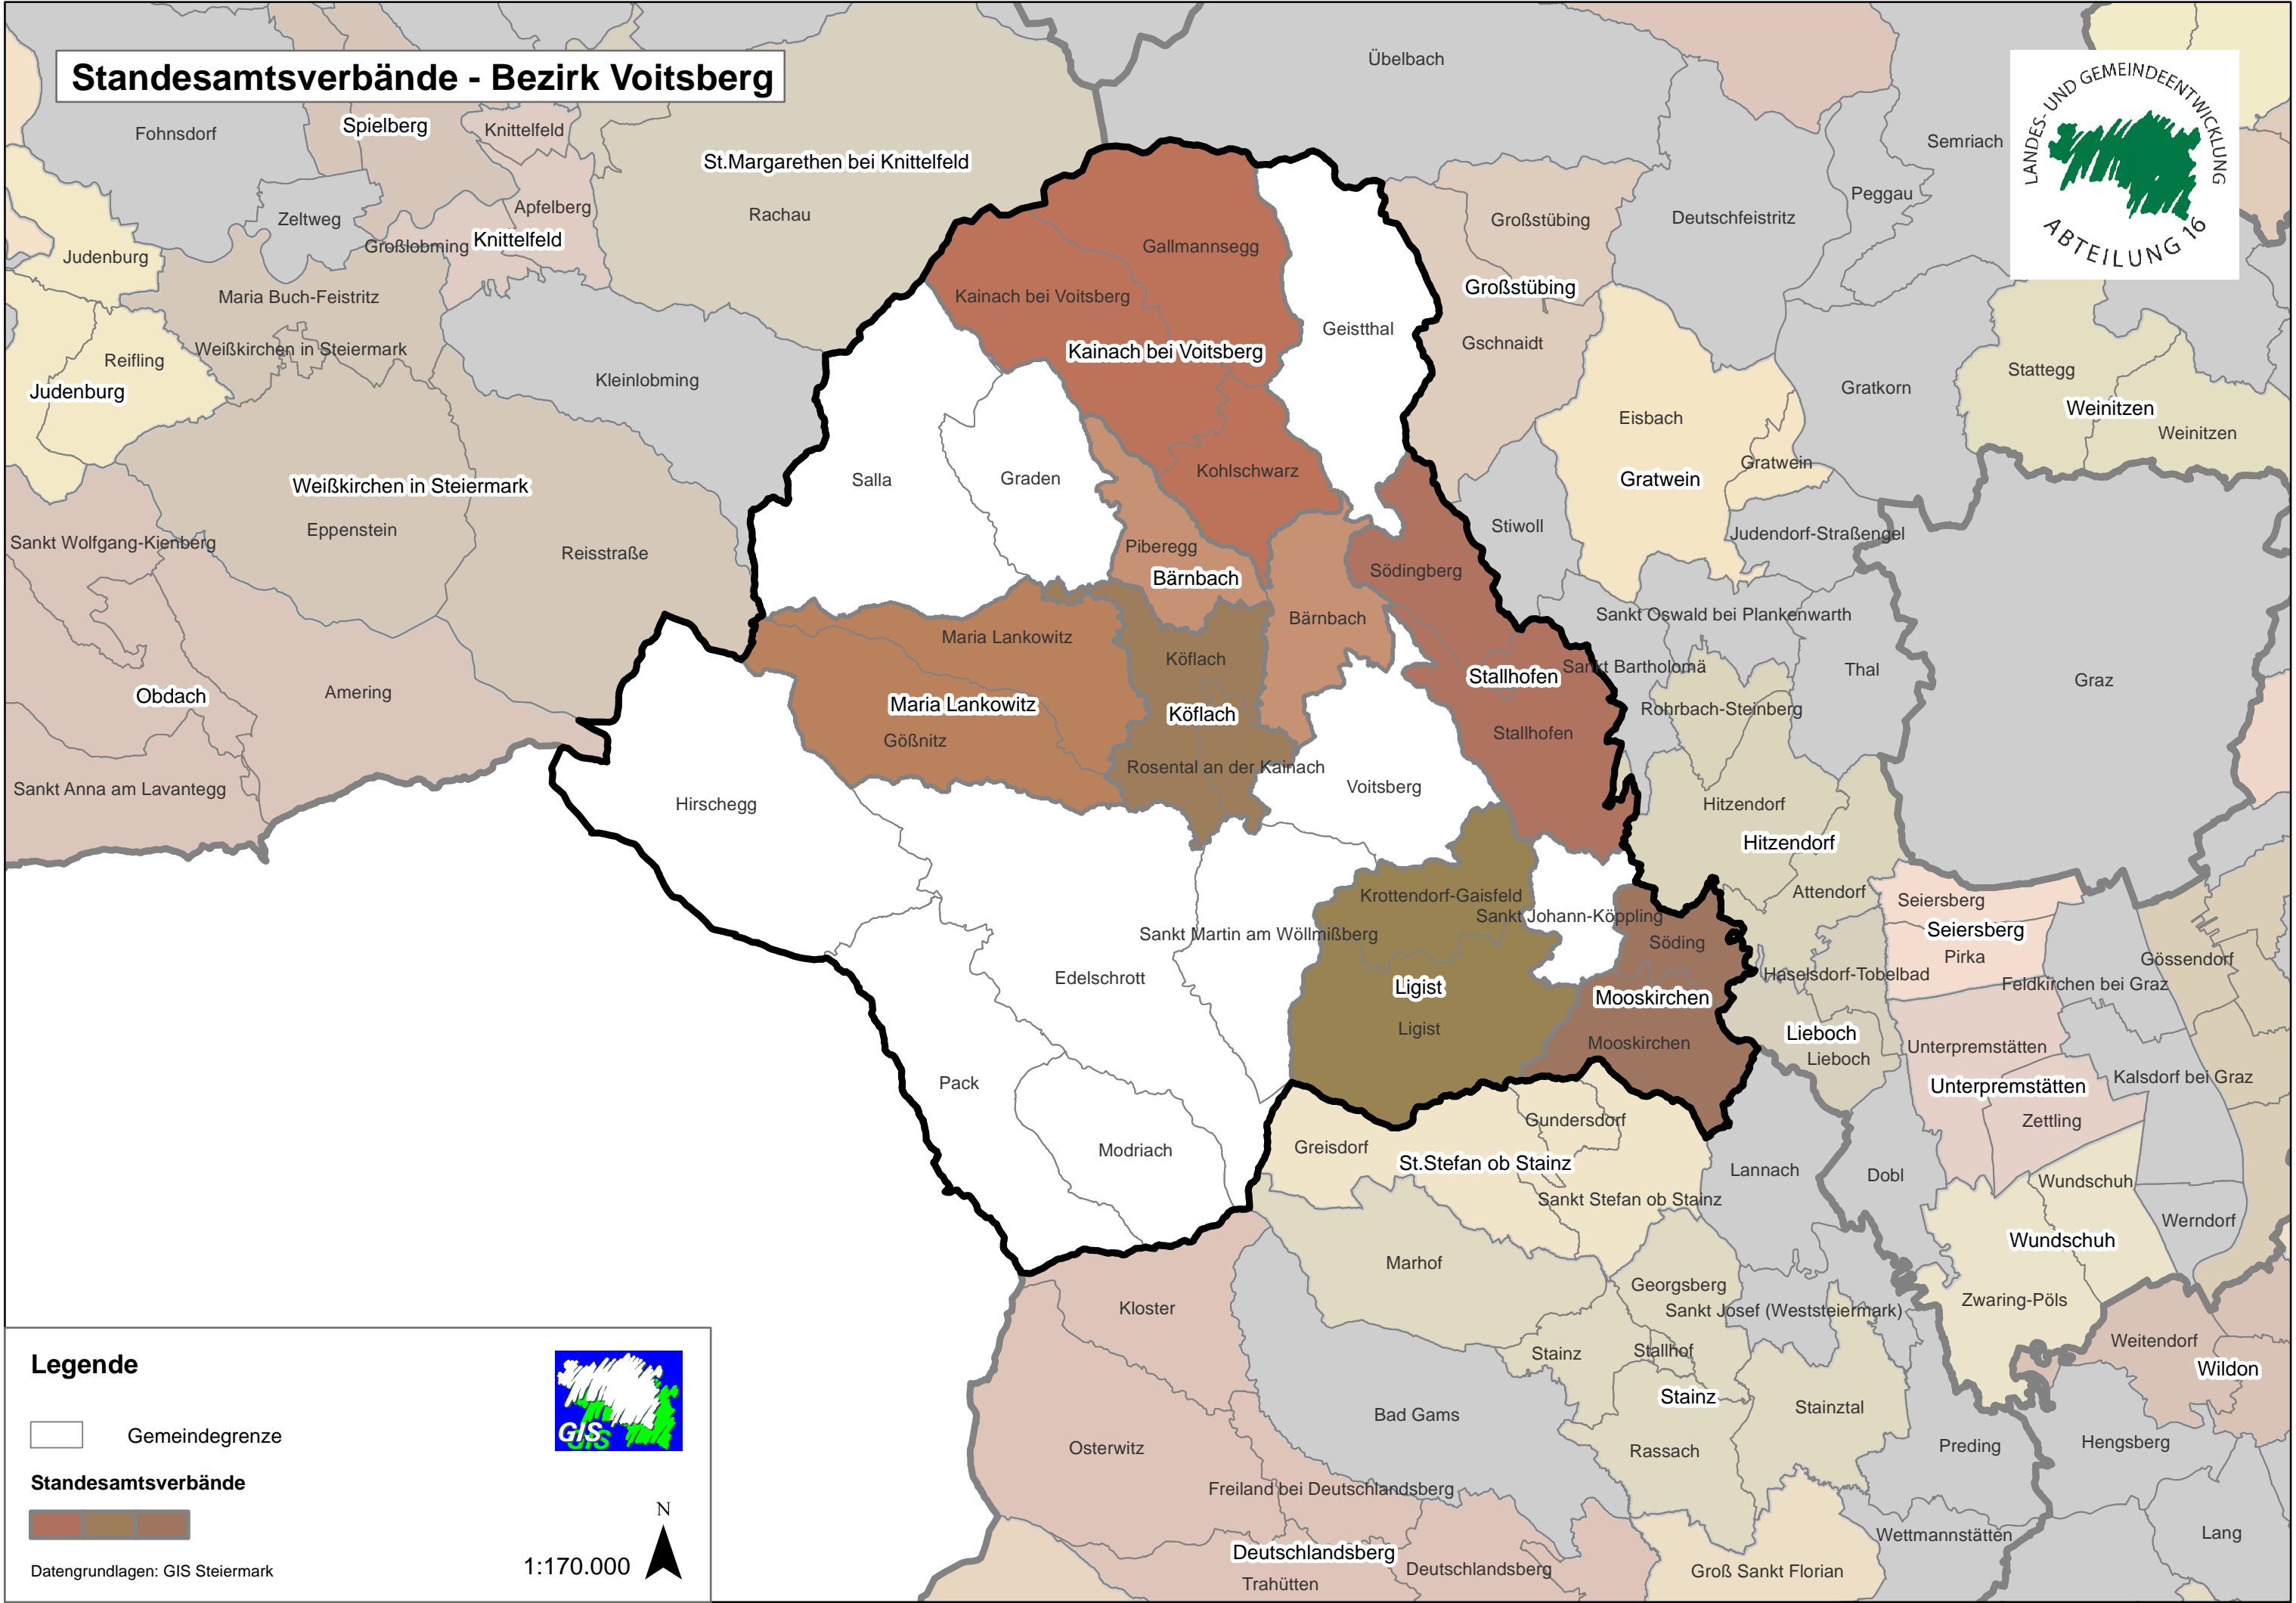 Standesamtsverbände - Bezirk Voitsberg
LANDES- UND GEMEINDEENTWICKLUNG
ABTEILUNG 16
Übelbach
Fohnsdorf
Spielberg
Knittelfeld
St.Margarethen bei Knittelfeld
Semriach
Peggau
Zeltweg
Apfelberg
Rachau
Großstübing
Deutschfeistritz
Großlobming
Knittelfeld
Judenburg
Gallmannsegg
Maria Buch-Feistritz
Kainach bei Voitsberg
Großstübing
Geistthal
Weißkirchen in Steiermark
Kainach bei Voitsberg
Gschnaidt
Reifling
Judenburg
Kleinlobming
Stattegg
Gratkorn
Weinitzen
Weinitzen
Eisbach
Gratwein
Gratwein
Salla
Graden
Kohlschwarz
Weißkirchen in Steiermark
Eppenstein
Stiwoll
Judendorf-Straßengel
Sankt Wolfgang-Kienberg
Reisstraße
Piberegg
Bärnbach
Södingberg
Bärnbach
Sankt Oswald bei Plankenwarth
Maria Lankowitz
Köflach
Stallhofen
Sankt Bartholomä
Thal
Graz
Obdach
Amering
Maria Lankowitz
Köflach
Rohrbach-Steinberg
Gößnitz
Stallhofen
Rosental an der Kainach
Voitsberg
Sankt Anna am Lavantegg
Hirschegg
Hitzendorf
Hitzendorf
Krottendorf-Gaisfeld
Attendorf
Seiersberg
Sankt Johann-Köppling
Seiersberg
Sankt Martin am Wöllmißberg
Söding
Pirka
Gössendorf
Edelschrott
Haselsdorf-Tobelbad
Feldkirchen bei Graz
Ligist
Mooskirchen
Ligist
Mooskirchen
Lieboch
Lieboch
Unterpremstätten
Pack
Unterpremstätten
Kalsdorf bei Graz
Zettling
Gundersdorf
Modriach
Greisdorf
St.Stefan ob Stainz
Lannach
Dobl
Wundschuh
Sankt Stefan ob Stainz
Werndorf
Wundschuh
Marhof
Georgsberg
Zwaring-Pöls
Kloster
Sankt Josef (Weststeiermark)
Weitendorf
Stainz
Stallhof
Wildon
Stainz
Bad Gams
Stainztal
Osterwitz
Rassach
Preding
Hengsberg
Freiland bei Deutschlandsberg
Wettmannstätten
Lang
Deutschlandsberg
Deutschlandsberg
Groß Sankt Florian
Trahütten
Legende
Gemeindegrenze
GIS
GIS
Standesamtsverbände
N
Datengrundlagen: GIS Steiermark
1:170.000